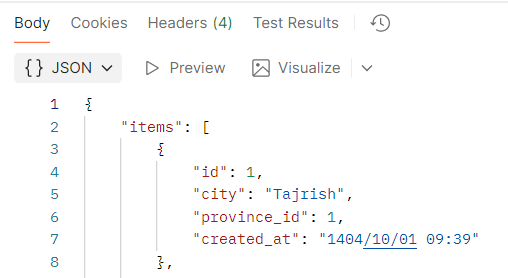 Body Cookies Headers (4) Test Results
{} JSON Preview Visualize
1 {
2 "items": [
3 {
4 "id": 1,
5 "city": "Tajrish",
6 "province_id": 1,
7 "created_at": "1404/10/01 09:39"
8 },